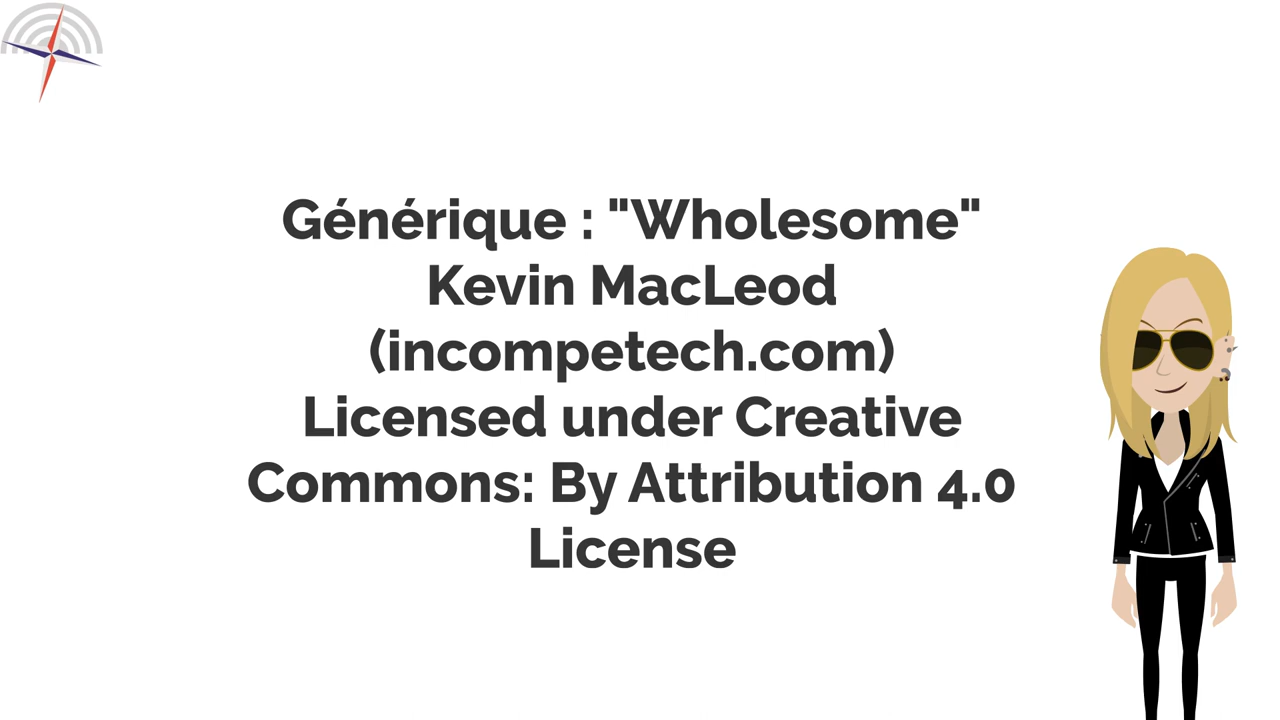 Générique : "Wholesome"
Kevin MacLeod
(incompetech.com)
Licensed under Creative
Commons: By Attribution 4.0
License